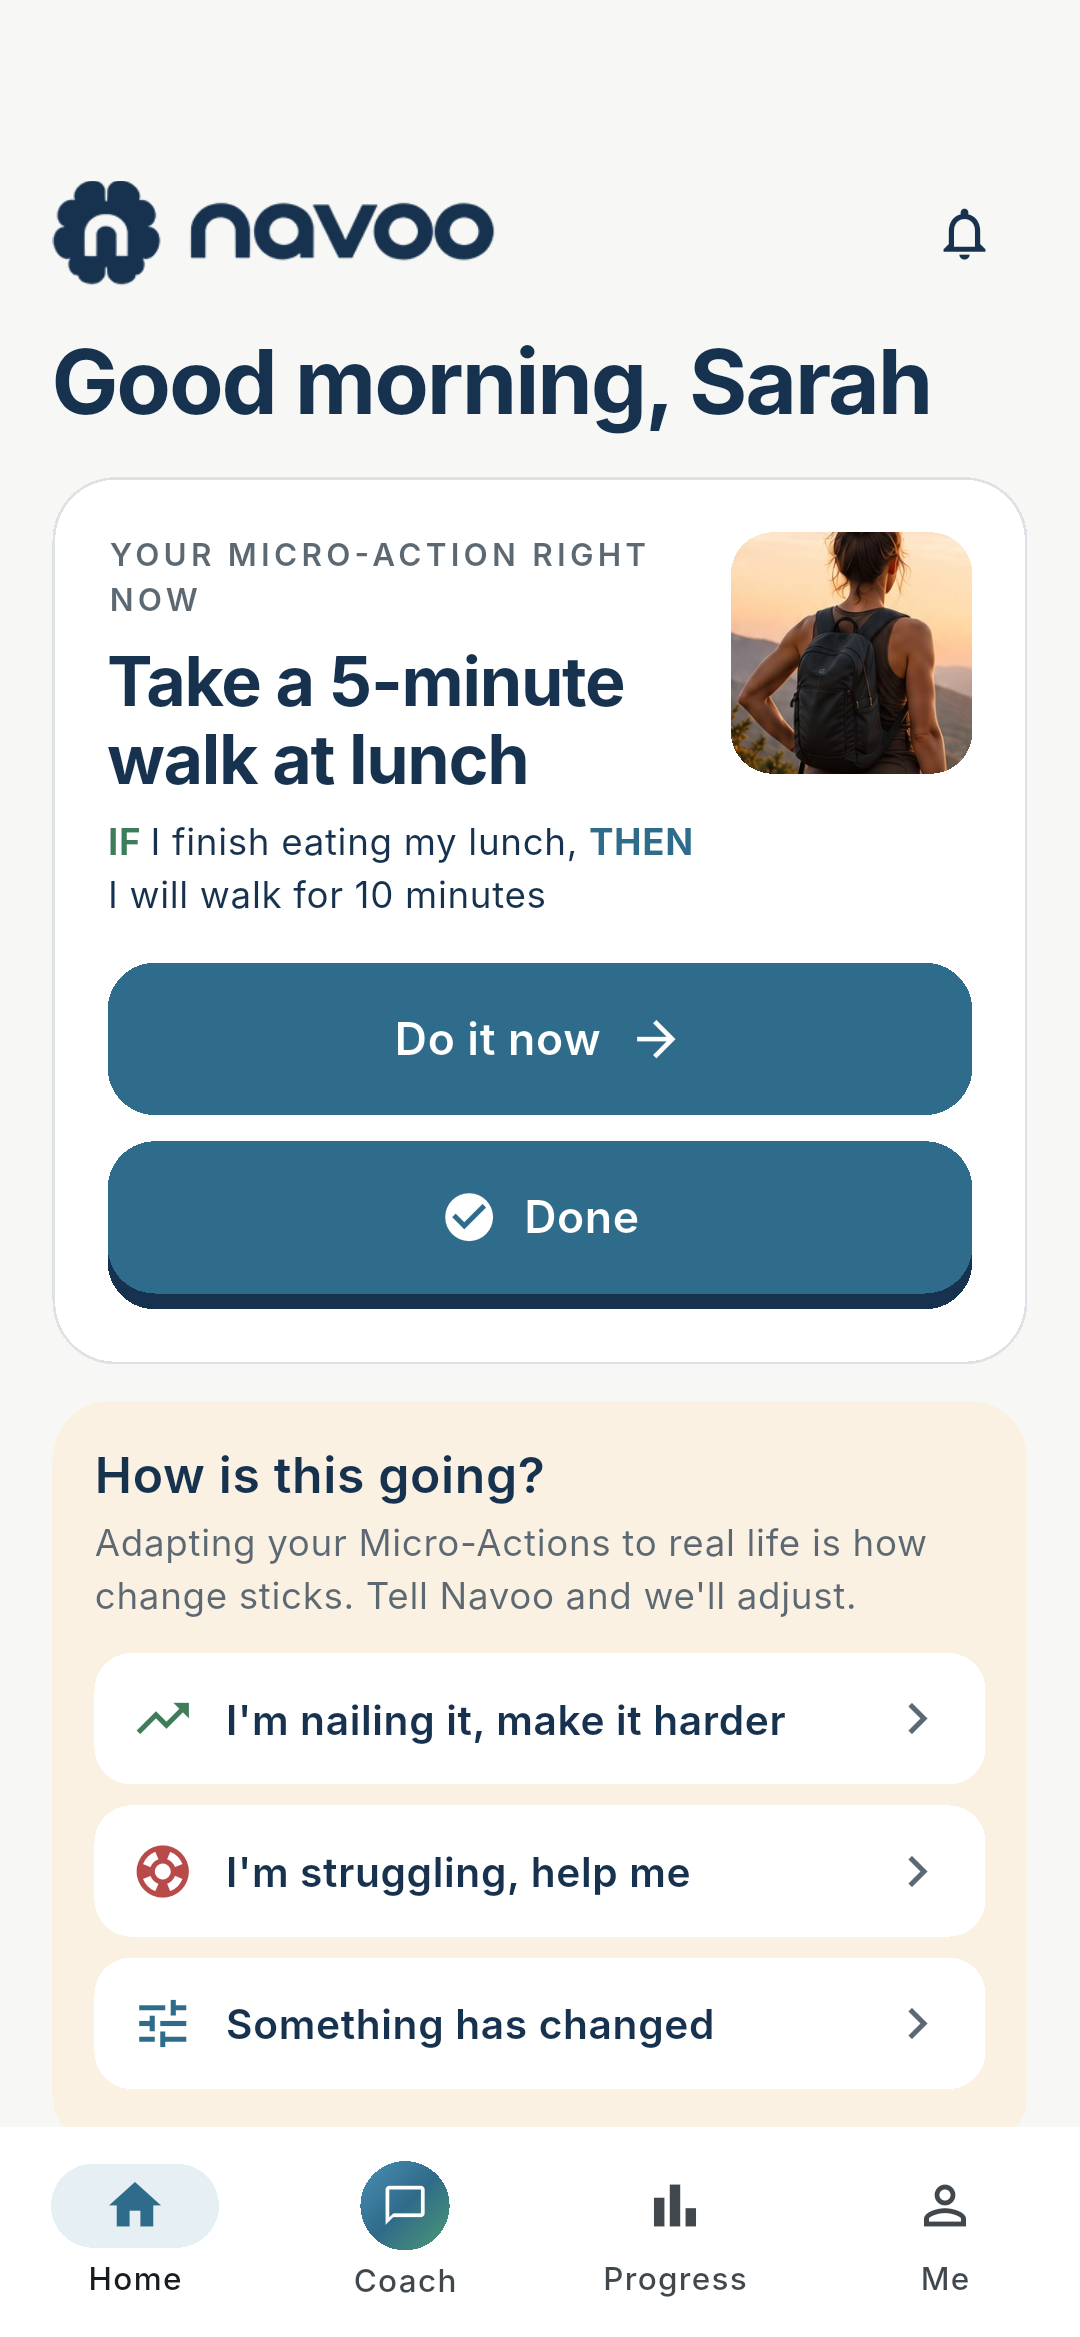 navoo
Good morning, Sarah
YOUR MICRO-ACTION RIGHT
NOW
Take a 5-minute
walk at lunch
IF I finish eating my lunch, THEN
I will walk for 10 minutes
Do it now
Done
How is this going?
Adapting your Micro-Actions to real life is how
change sticks. Tell Navoo and we'll adjust.
I'm nailing it, make it harder
I'm struggling, help me
Something has changed
Home
Coach
Progress
Me